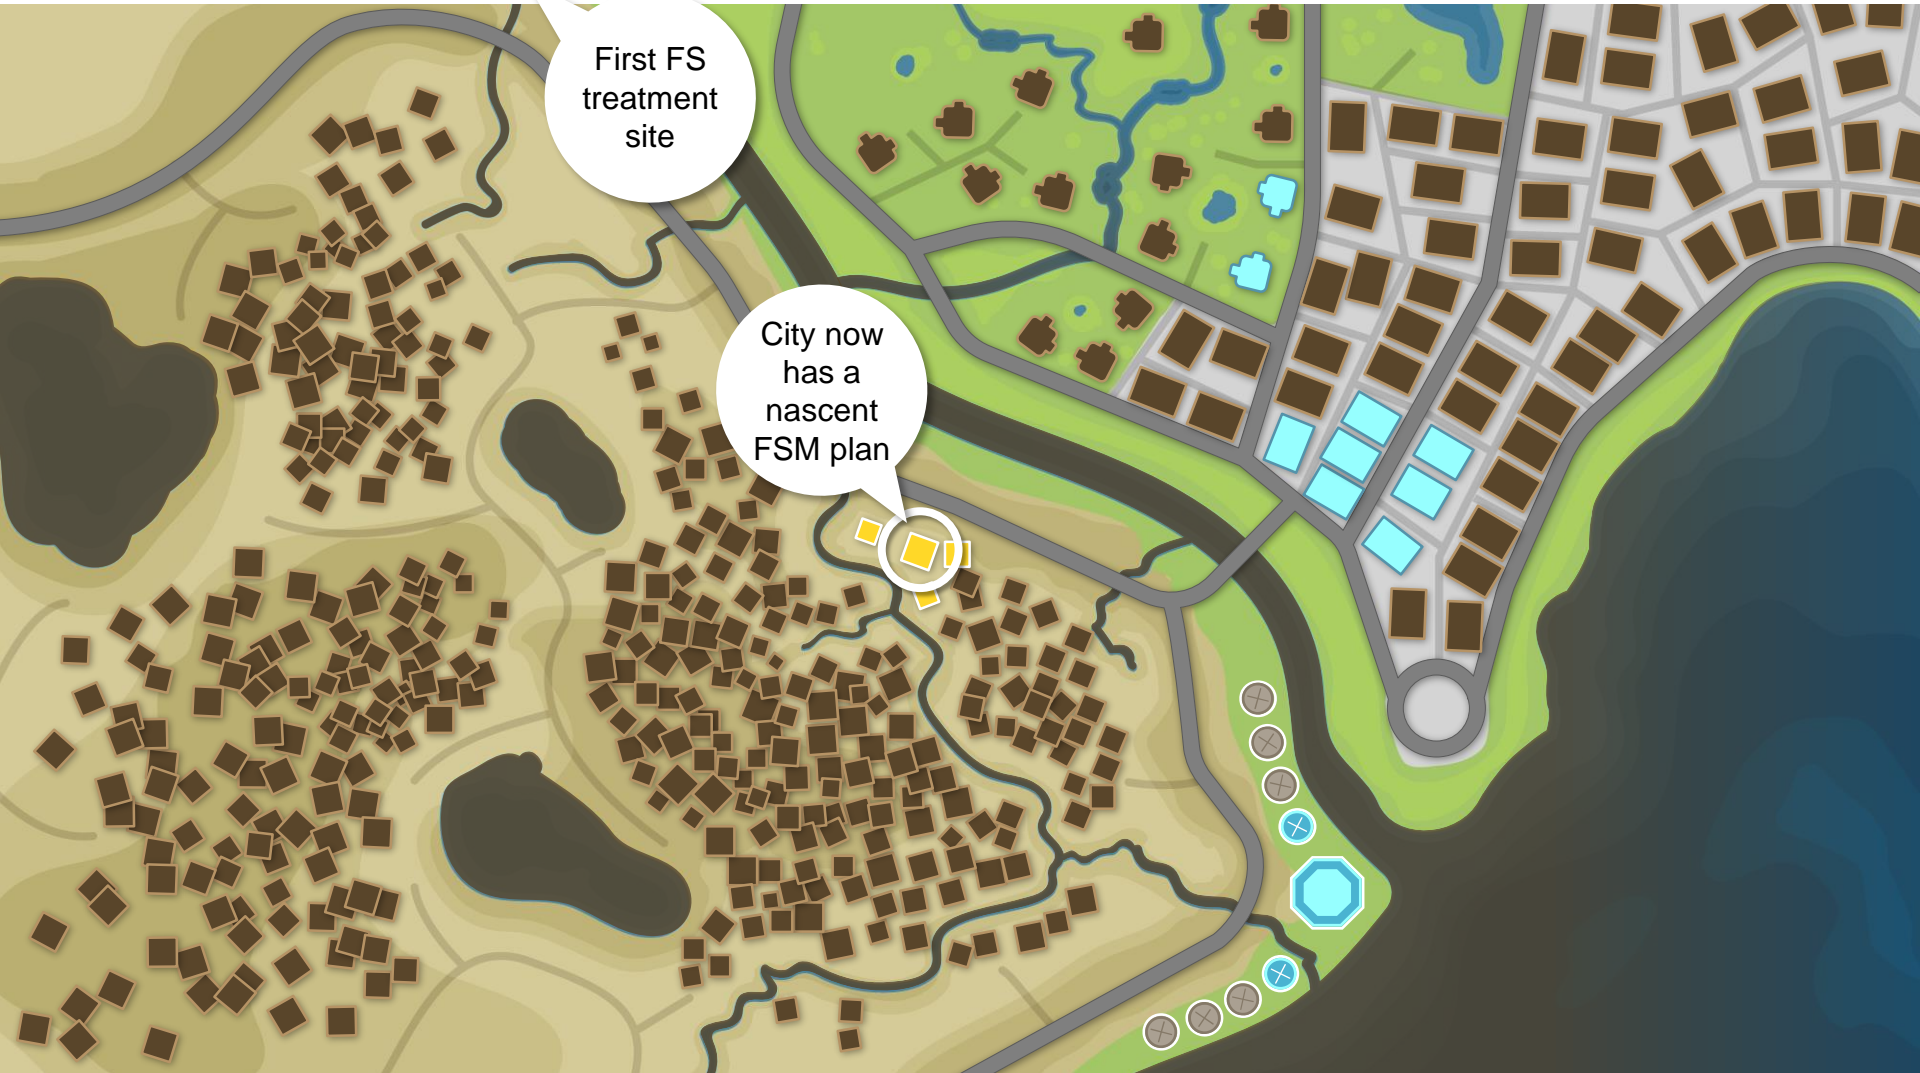 First FS
treatment
site
City now
has a
nascent
FSM plan